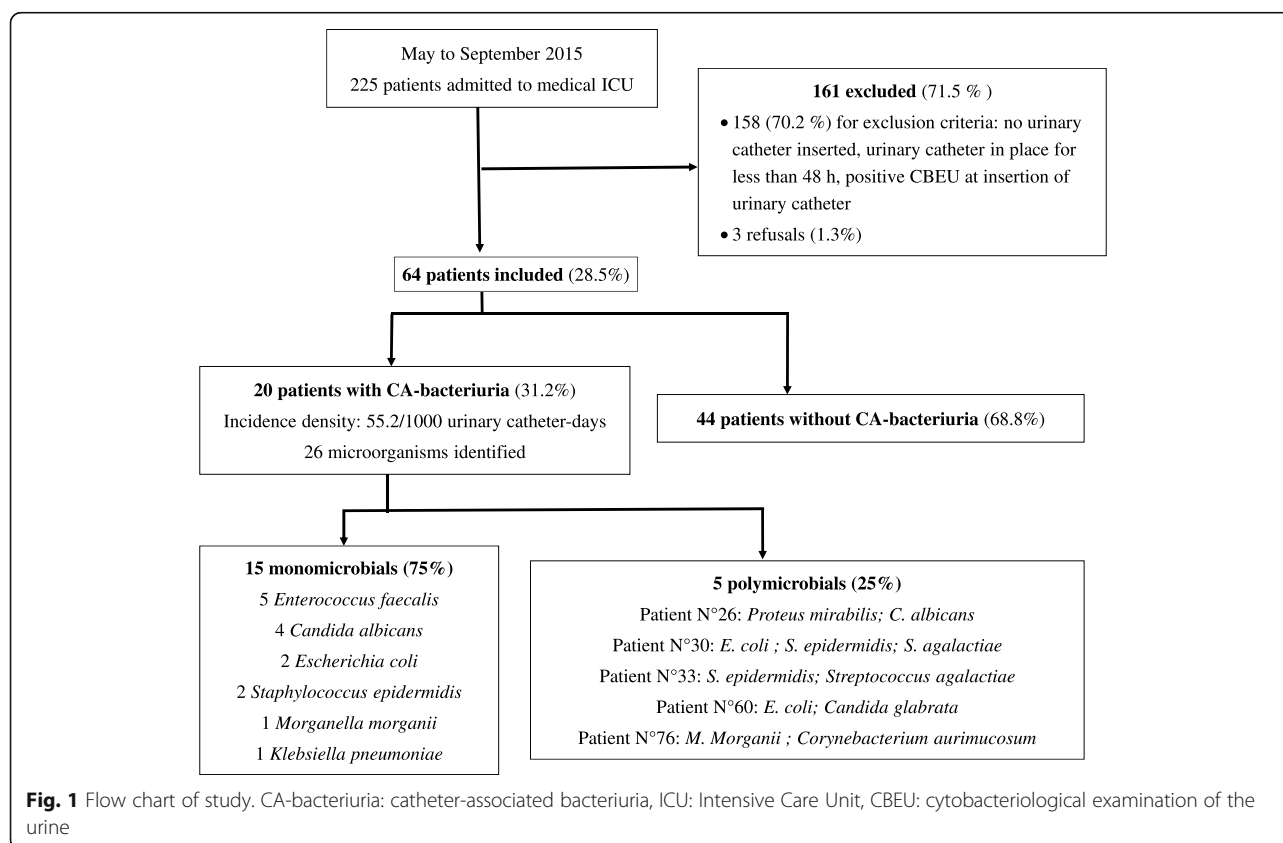 May to September 2015
225 patients admitted to medical ICU
161 excluded (71.5 % )
• 158 (70.2 %) for exclusion criteria: no urinary
catheter inserted, urinary catheter in place for
less than 48 h, positive CBEU at insertion of
urinary catheter
• 3 refusals (1.3%)
64 patients included (28.5%)
20 patients with CA-bacteriuria (31.2%)
Incidence density: 55.2/1000 urinary catheter-days
26 microorganisms identified
44 patients without CA-bacteriuria (68.8%)
15 monomicrobials (75%)
5 Enterococcus faecalis
4 Candida albicans
2 Escherichia coli
2 Staphylococcus epidermidis
1 Morganella morganii
1 Klebsiella pneumoniae
5 polymicrobials (25%)
Patient N°26: Proteus mirabilis; C. albicans
Patient N°30: E. coli ; S. epidermidis; S. agalactiae
Patient N°33: S. epidermidis; Streptococcus agalactiae
Patient N°60: E. coli; Candida glabrata
Patient N°76: M. Morganii ; Corynebacterium aurimucosum
Fig. 1 Flow chart of study. CA-bacteriuria: catheter-associated bacteriuria, ICU: Intensive Care Unit, CBEU: cytobacteriological examination of the
urine